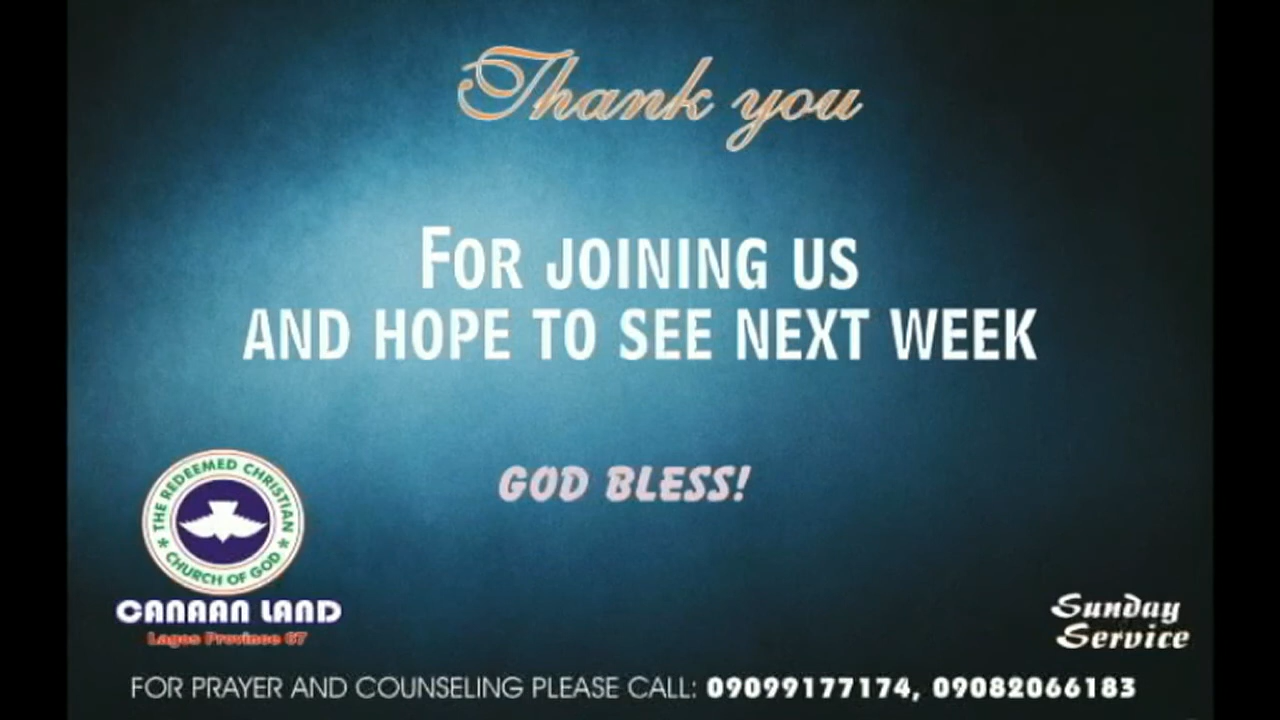 Thank you
FOR JOINING US
AND HOPE TO SEE NEXT WEEK
GOD BLESS!
THE REDEEMED CHRISTIAN
CHURCH OF GOD
CANAAN LAND
Lagos Province 67
Sunday
Service
FOR PRAYER AND COUNSELING PLEASE CALL: 09099177174, 09082066183